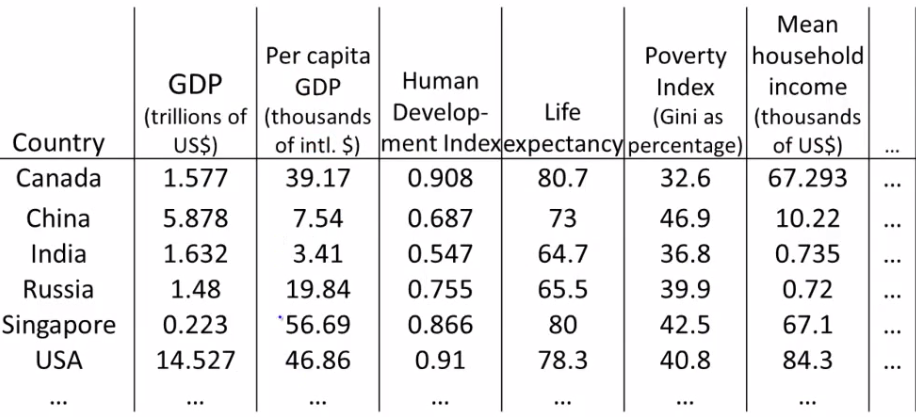 Country | GDP (trillions of US$) | Per capita GDP (thousands of intl. $) | Human Develop-ment Index | Life expectancy | Poverty Index (Gini as percentage) | Mean household income (thousands of US$) | ...
Canada | 1.577 | 39.17 | 0.908 | 80.7 | 32.6 | 67.293 | ...
China | 5.878 | 7.54 | 0.687 | 73 | 46.9 | 10.22 | ...
India | 1.632 | 3.41 | 0.547 | 64.7 | 36.8 | 0.735 | ...
Russia | 1.48 | 19.84 | 0.755 | 65.5 | 39.9 | 0.72 | ...
Singapore | 0.223 | 56.69 | 0.866 | 80 | 42.5 | 67.1 | ...
USA | 14.527 | 46.86 | 0.91 | 78.3 | 40.8 | 84.3 | ...
... | ... | ... | ... | ... | ... | ...